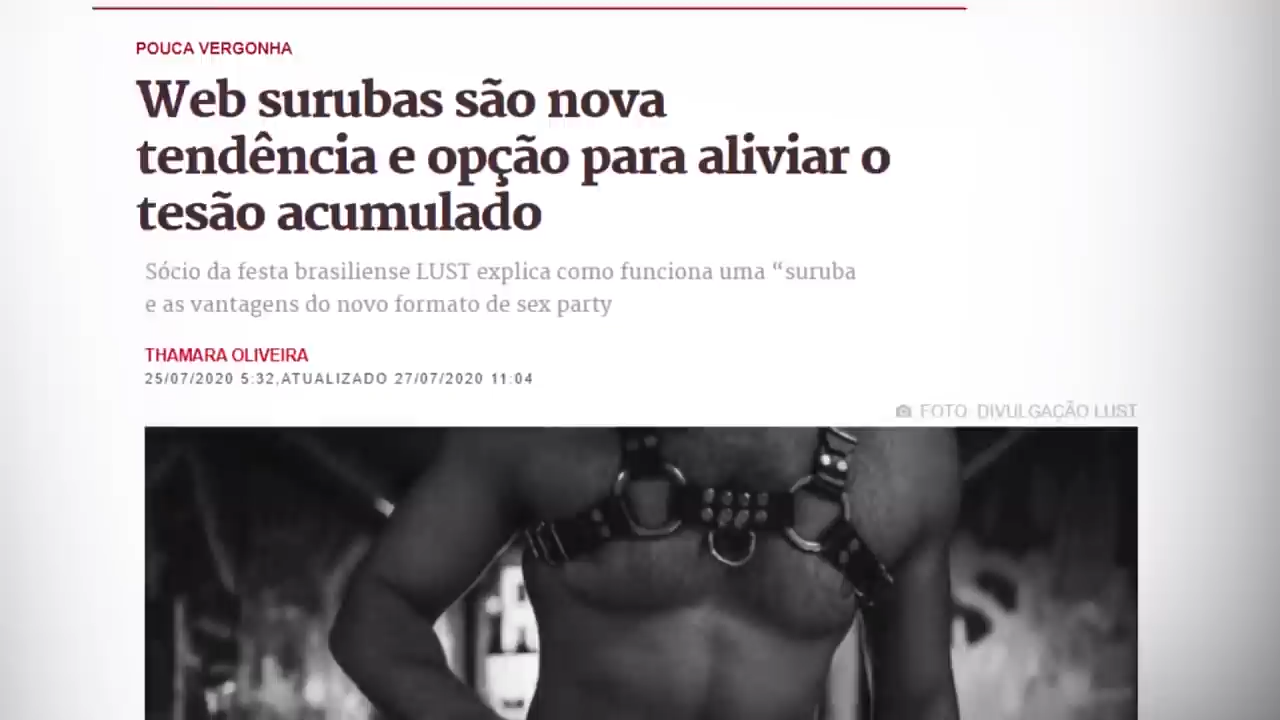 POUCA VERGONHA
Web surubas são nova
tendência e opção para aliviar o
tesão acumulado
Sócio da festa brasiliense LUST explica como funciona uma “suruba
e as vantagens do novo formato de sex party
THAMARA OLIVEIRA
25/07/2020 5:32,ATUALIZADO 27/07/2020 11:04
FOTO: DIVULGAÇÃO LUST